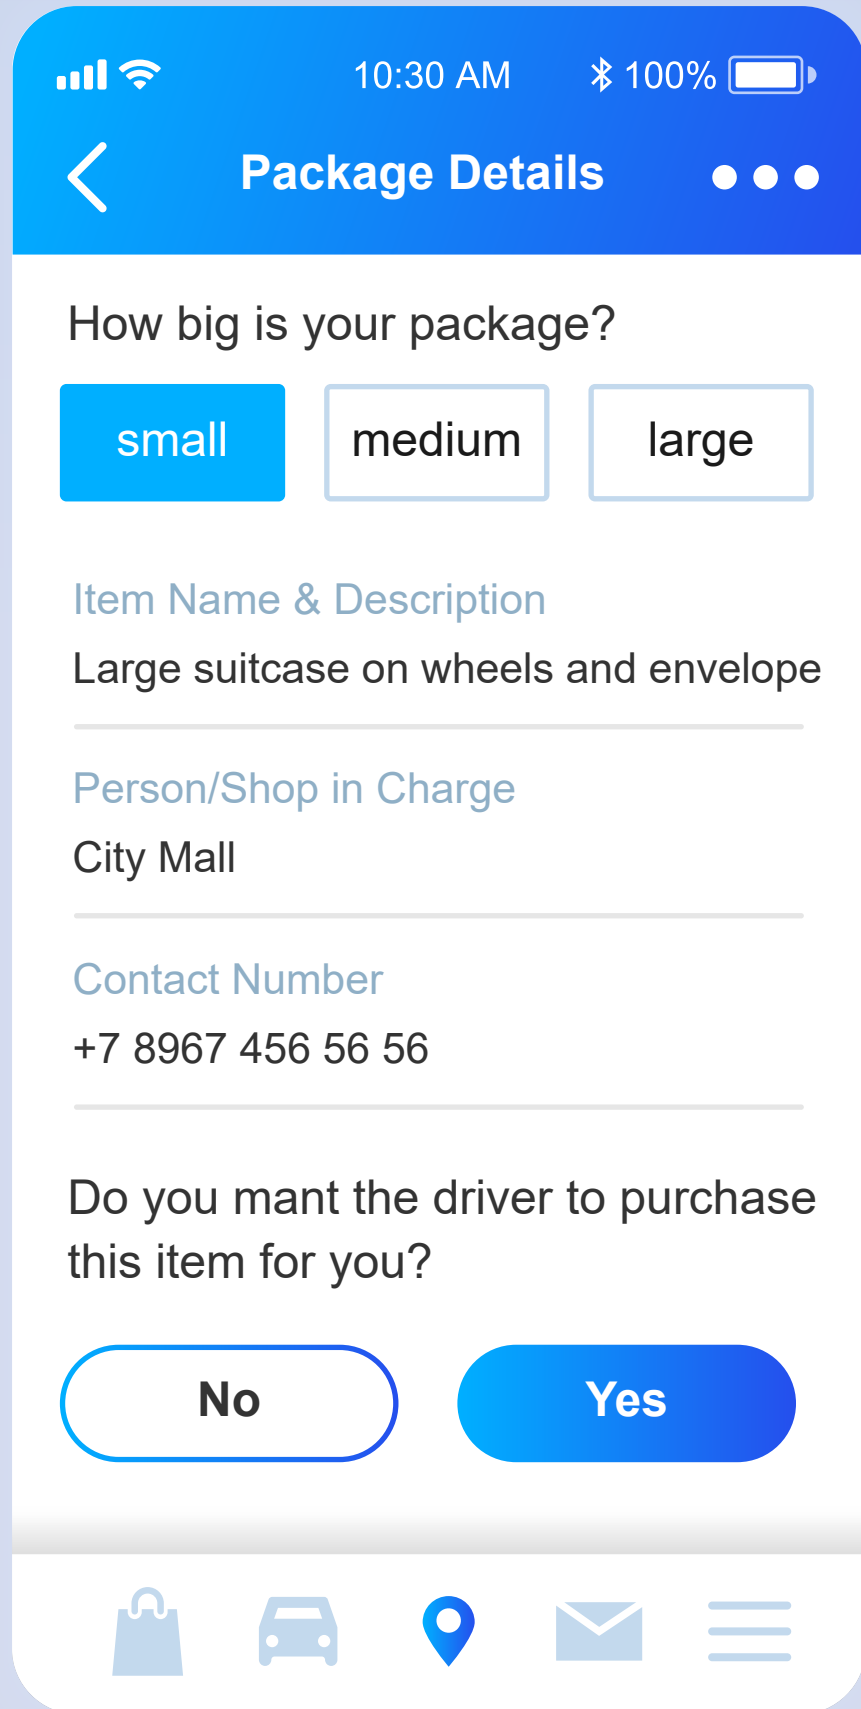 10:30 AM 100%
Package Details
How big is your package?
small medium large
Item Name & Description
Large suitcase on wheels and envelope
Person/Shop in Charge
City Mall
Contact Number
+7 8967 456 56 56
Do you mant the driver to purchase
this item for you?
No Yes